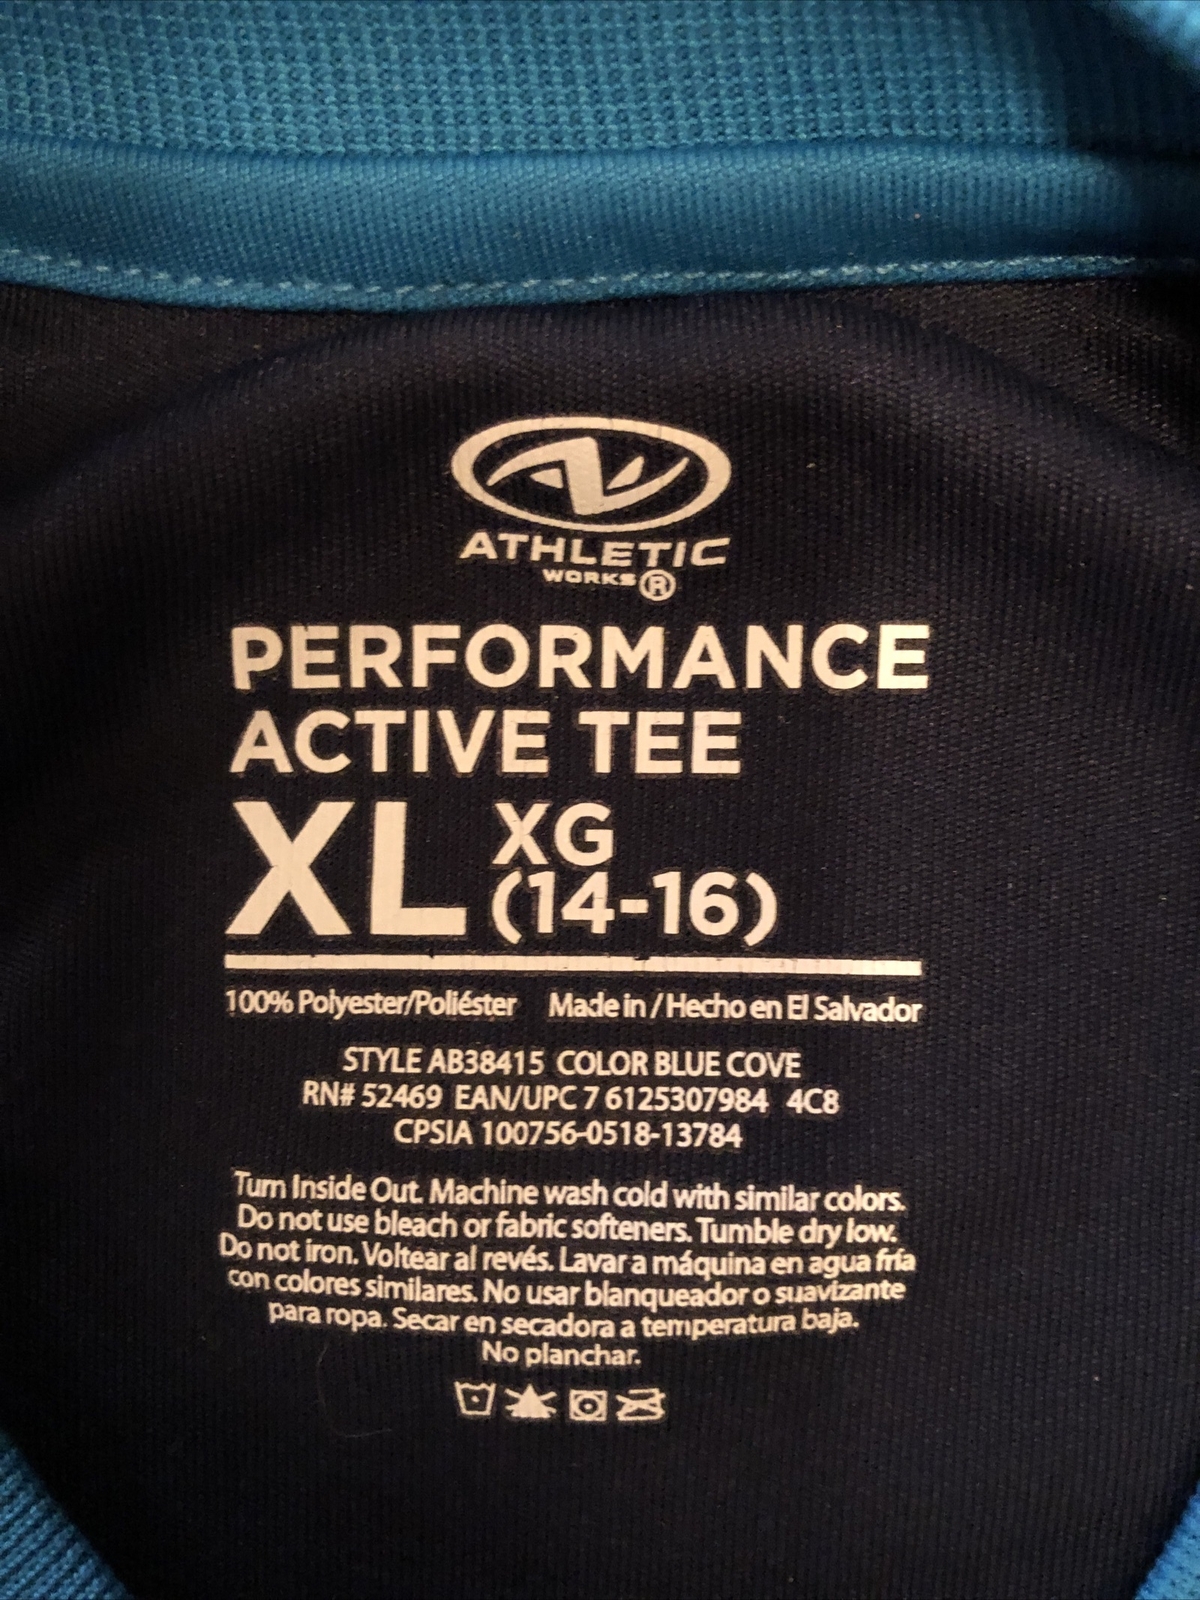 ATHLETIC
WORKS®
PERFORMANCE
ACTIVE TEE
XL XG
(14-16)
100% Polyester/Poliéster Made in / Hecho en El Salvador
STYLE AB38415 COLOR BLUE COVE
RN# 52469 EAN/UPC 7 6125307984 4C8
CPSIA 100756-0518-13784
Turn Inside Out. Machine wash cold with similar colors.
Do not use bleach or fabric softeners. Tumble dry low.
Do not iron. Voltear al revés. Lavar a máquina en agua fría
con colores similares. No usar blanqueador o suavizante
para ropa. Secar en secadora a temperatura baja.
No planchar.